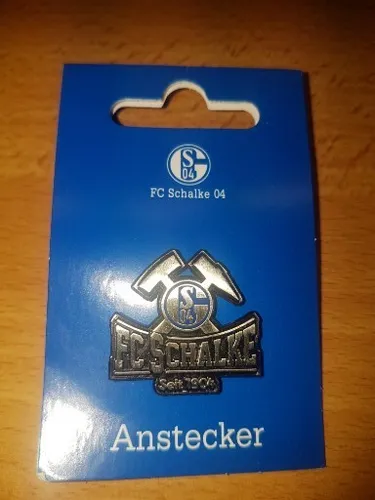 S
04
FC Schalke 04
S
04
FC SCHALKE
Seit 1904
Anstecker